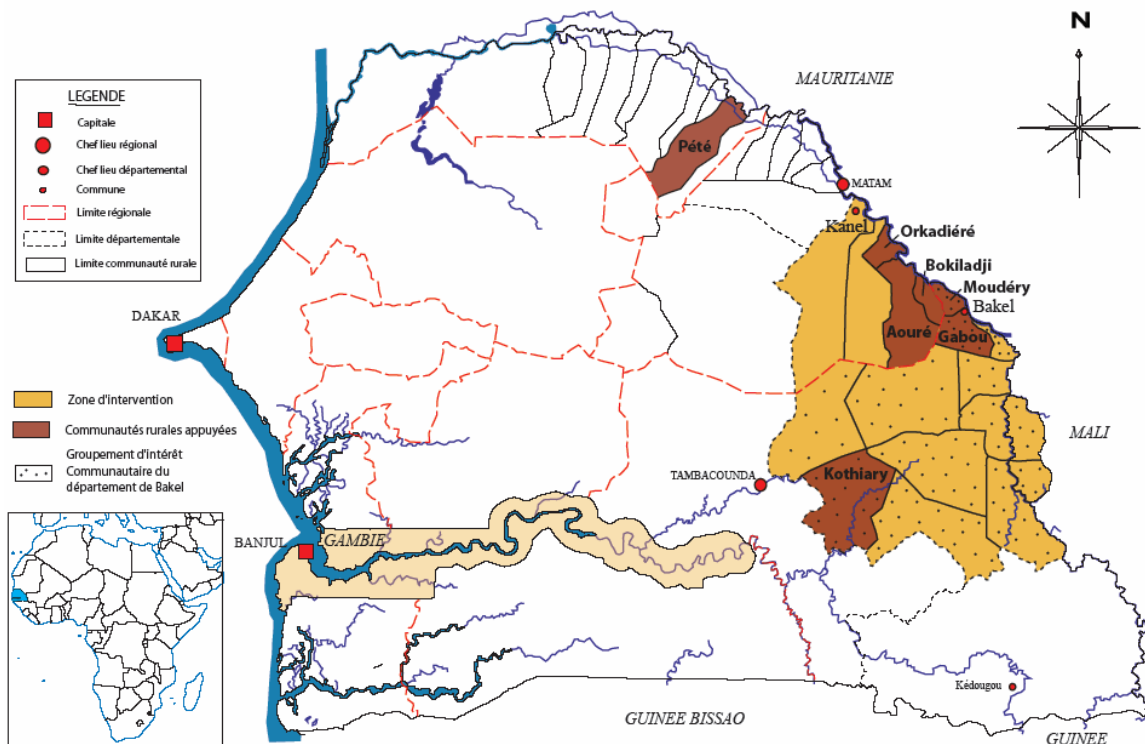 N
MAURITANIE
LEGENDE
Capitale
Chef lieu régional
Chef lieu départemental
Commune
Limite régionale
Limite départementale
Limite communauté rurale
Pété
MATAM
Kanel
Orkadiéré
Bokiladji
Moudéry
Bakel
DAKAR
Aouré
Gabou
Zone d'intervention
Communautés rurales appuyées
Groupement d'intérêt
Communautaire du
département de Bakel
MALI
TAMBACOUNDA
Kothiary
BANJUL
GAMBIE
Kédougou
GUINEE BISSAO
GUINEE